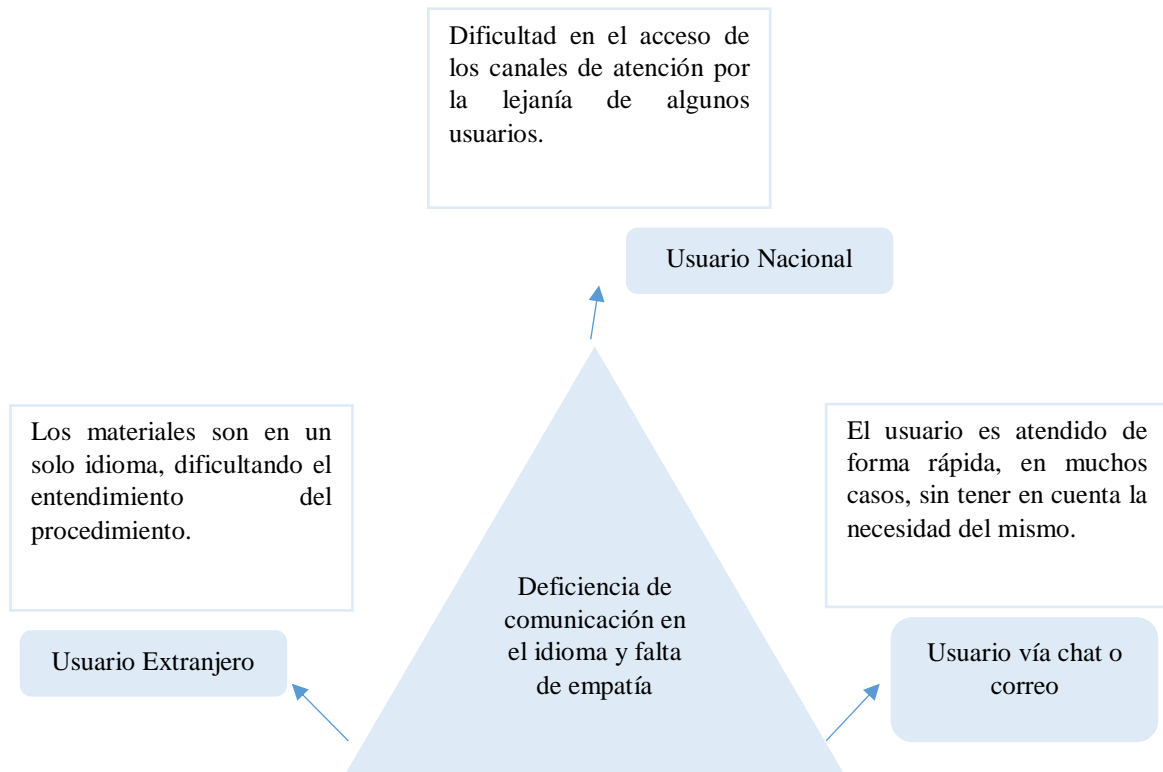 Dificultad en el acceso de
los canales de atención por
la lejanía de algunos
usuarios.
Usuario Nacional
Los materiales son en un
solo idioma, dificultando el
entendimiento del
procedimiento.
Usuario Extranjero
El usuario es atendido de
forma rápida, en muchos
casos, sin tener en cuenta la
necesidad del mismo.
Usuario vía chat o
correo
Deficiencia de
comunicación en
el idioma y falta
de empatía